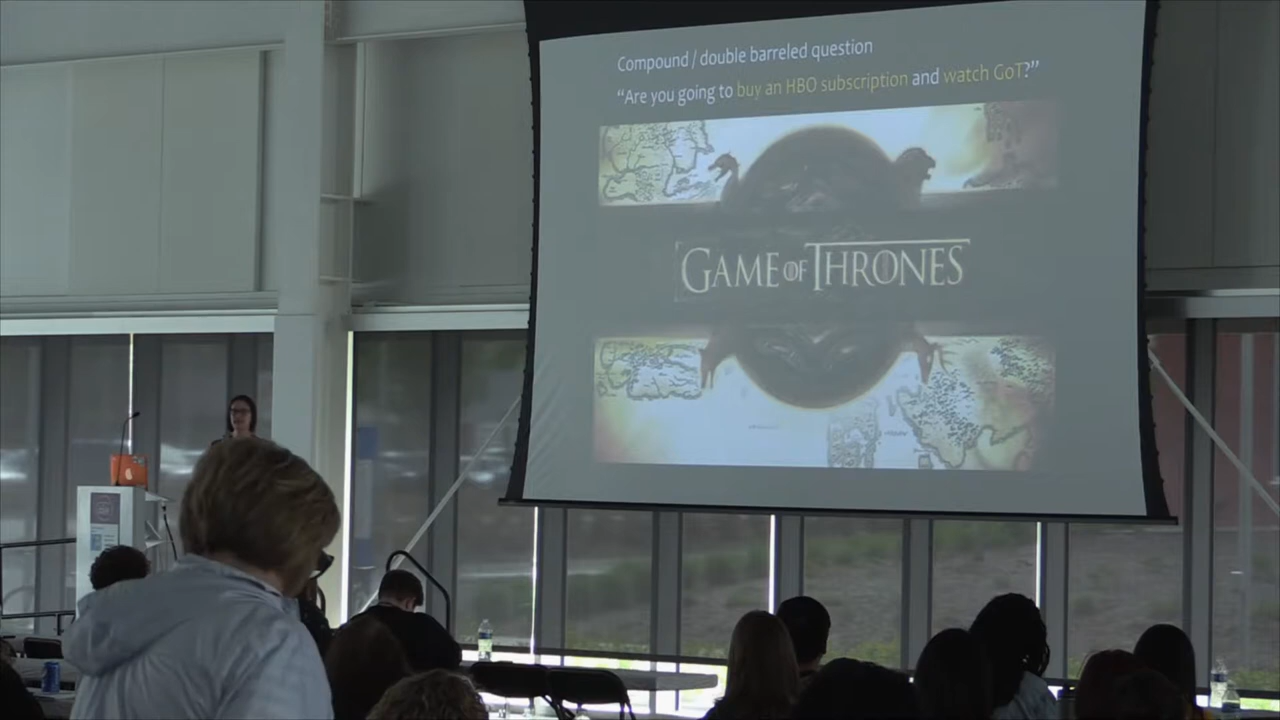 Compound / double barreled question
“Are you going to buy an HBO subscription and watch GoT?”
GAME OF THRONES